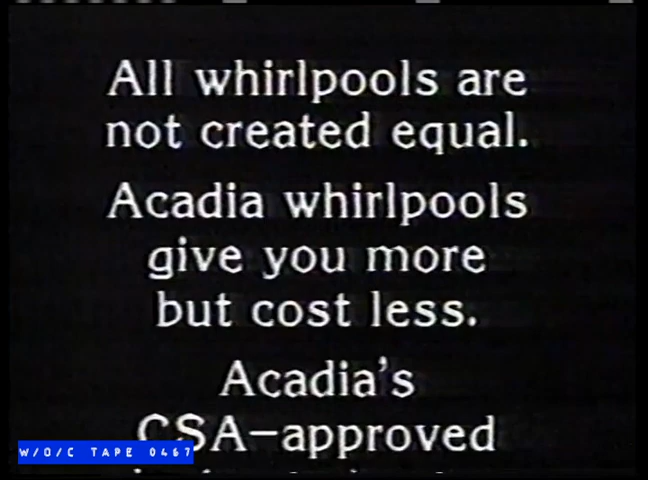 All whirlpools are
not created equal.
Acadia whirlpools
give you more
but cost less.
Acadia's
CSA-approved
W/O/C TAPE 0467